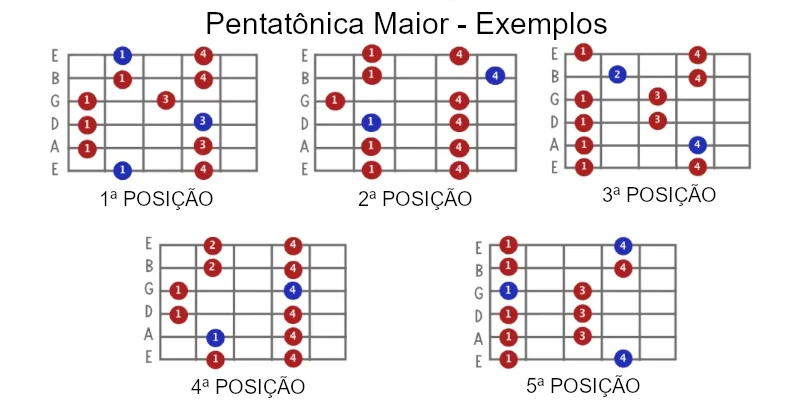 Pentatônica Maior - Exemplos
E 1 4
B 1 4
G 1 3
D 1 3
A 1 3
E 1 4
1ª POSIÇÃO
E 1 4
B 1 4
G 1 4
D 1 4
A 1 4
E 1 4
2ª POSIÇÃO
E 1 4
B 2 4
G 1 3
D 1 3
A 1 4
E 1 4
3ª POSIÇÃO
E 2 4
B 2 4
G 1 4
D 1 4
A 1 4
E 1 4
4ª POSIÇÃO
E 1 4
B 1 4
G 1 3
D 1 3
A 1 3
E 1 4
5ª POSIÇÃO